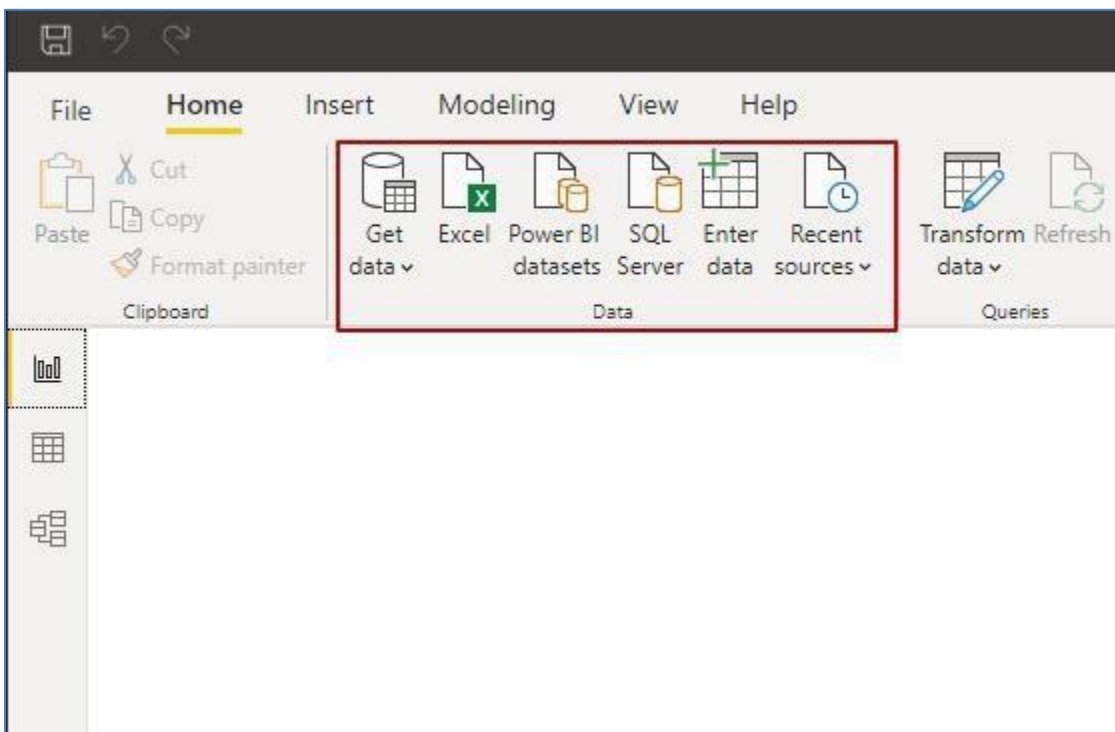 File Home Insert Modeling View Help
Paste
Cut
Copy
Format painter
Clipboard
Get
data
Excel
Power BI
datasets
SQL
Server
Enter
data
Recent
sources
Data
Transform
data
Refresh
Queries